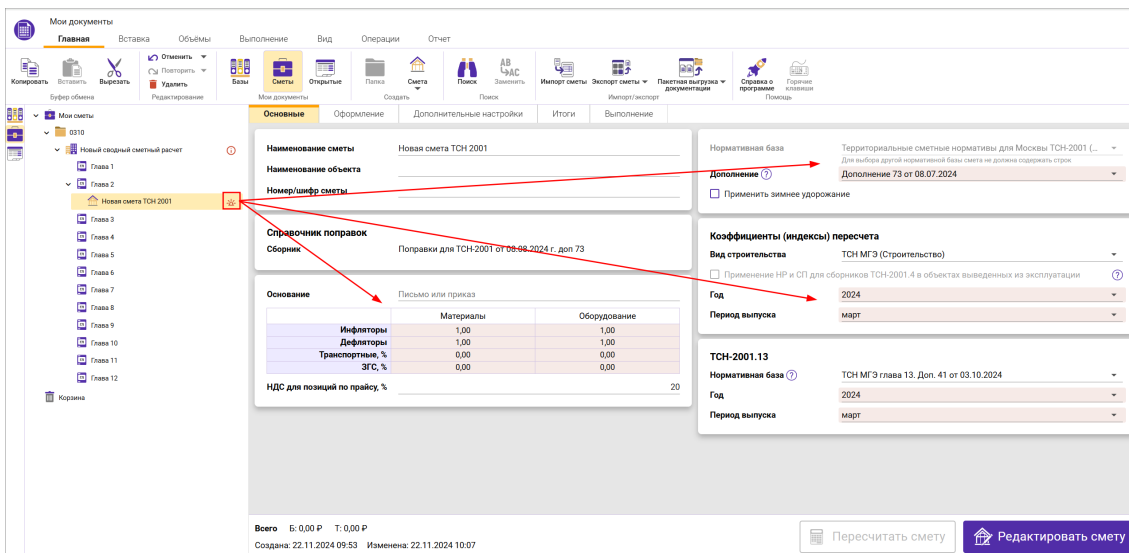 Мои документы
Главная Вставка Объёмы Выполнение Вид Операции Отчет
Копировать Вставить Вырезать Отменить Повторить Удалить Базы Сметы Открытые Папка Смета Поиск Заменить Импорт сметы Экспорт сметы Пакетная выгрузка документации Справка о программе Горячие клавиши
AB AC
Буфер обмена Редактирование Мои документы Создать Поиск Импорт/экспорт Помощь
Мои сметы
0310
Новый сводный сметный расчет
Глава 1
Глава 2
Новая смета ТСН 2001
Глава 3
Глава 4
Глава 5
Глава 6
Глава 7
Глава 8
Глава 9
Глава 10
Глава 11
Глава 12
Корзина
Основные Оформление Дополнительные настройки Итоги Выполнение
Наименование сметы Новая смета ТСН 2001
Наименование объекта
Номер/шифр сметы
Справочник поправок
Сборник Поправки для ТСН-2001 от 08.08.2024 г. доп 73
Основание Письмо или приказ
Материалы Оборудование
Инфляторы 1,00 1,00
Дефляторы 1,00 1,00
Транспортные, % 0,00 0,00
ЗГС, % 0,00 0,00
НДС для позиций по прайсу, % 20
Нормативная база Территориальные сметные нормативы для Москвы ТСН-2001 (...
Для выбора другой нормативной базы смета не должна содержать строк
Дополнение ? Дополнение 73 от 08.07.2024
Применить зимнее удорожание
Коэффициенты (индексы) пересчета
Вид строительства ТСН МГЭ (Строительство)
Применение НР и СП для сборников ТСН-2001.4 в объектах выведенных из эксплуатации ?
Год 2024
Период выпуска март
ТСН-2001.13
Нормативная база ? ТСН МГЭ глава 13. Доп. 41 от 03.10.2024
Год 2024
Период выпуска март
Всего Б: 0,00 ₽ Т: 0,00 ₽
Создана: 22.11.2024 09:53 Изменена: 22.11.2024 10:07
Пересчитать смету Редактировать смету